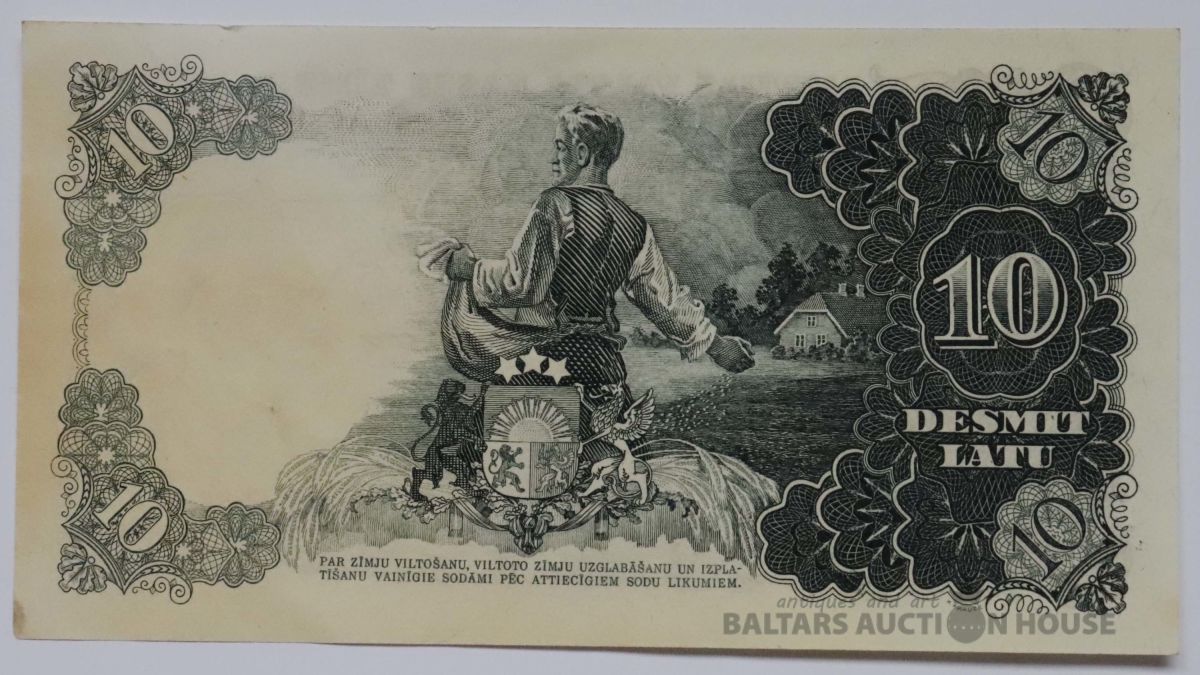 10
10
10
DESMIT
LATU
10
10
PAR ZĪMJU VILTOŠANU, VILTOTO ZĪMJU UZGLABĀŠANU UN IZPLA-
TĪŠANU VAINĪGIE SODĀMI PĒC ATTIECĪGIEM SODU LIKUMIEM.
antiques and art
BALTARS AUCTION HOUSE